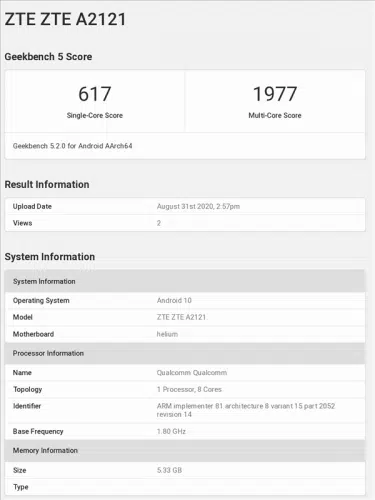 ZTE ZTE A2121
Geekbench 5 Score
617 1977
Single-Core Score Multi-Core Score
Geekbench 5.2.0 for Android AArch64
Result Information
Upload Date August 31st 2020, 2:57pm
Views 2
System Information
System Information
Operating System Android 10
Model ZTE ZTE A2121
Motherboard helium
Processor Information
Name Qualcomm Qualcomm
Topology 1 Processor, 8 Cores
Identifier ARM implementer 81 architecture 8 variant 15 part 2052
revision 14
Base Frequency 1.80 GHz
Memory Information
Size 5.33 GB
Type